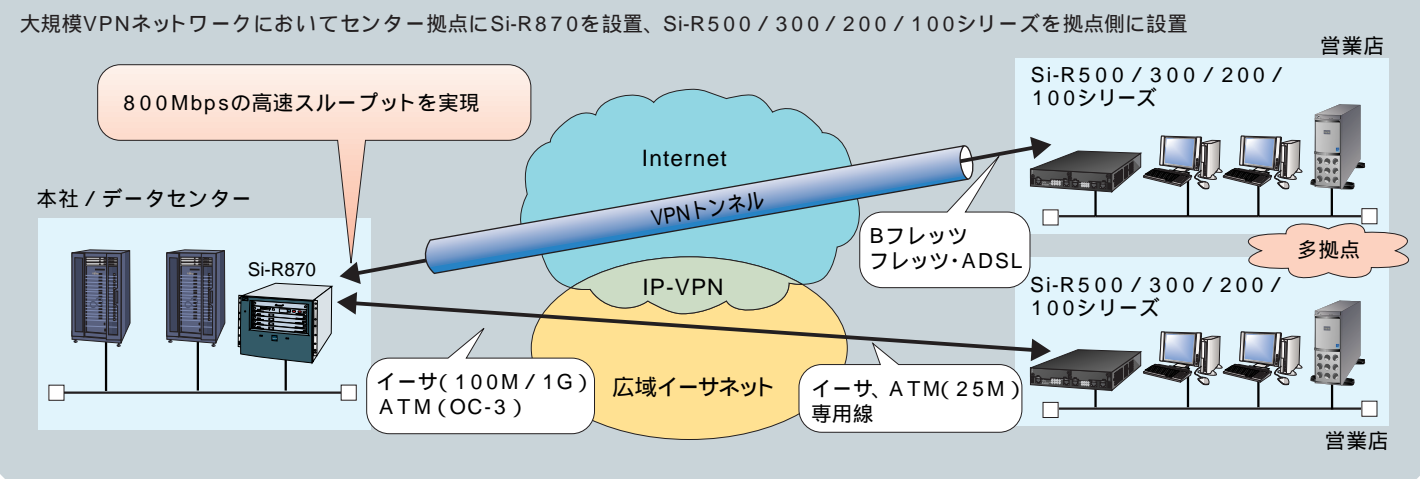 大規模VPNネットワークにおいてセンター拠点にSi-R870を設置、Si-R500/300/200/100シリーズを拠点側に設置
800Mbpsの高速スループットを実現
本社/データセンター
Si-R870
イーサ(100M/1G)
ATM(OC-3)
Internet
VPNトンネル
IP-VPN
広域イーサネット
Bフレッツ
フレッツ・ADSL
イーサ、ATM(25M)
専用線
営業店
Si-R500/300/200/
100シリーズ
多拠点
Si-R500/300/200/
100シリーズ
営業店